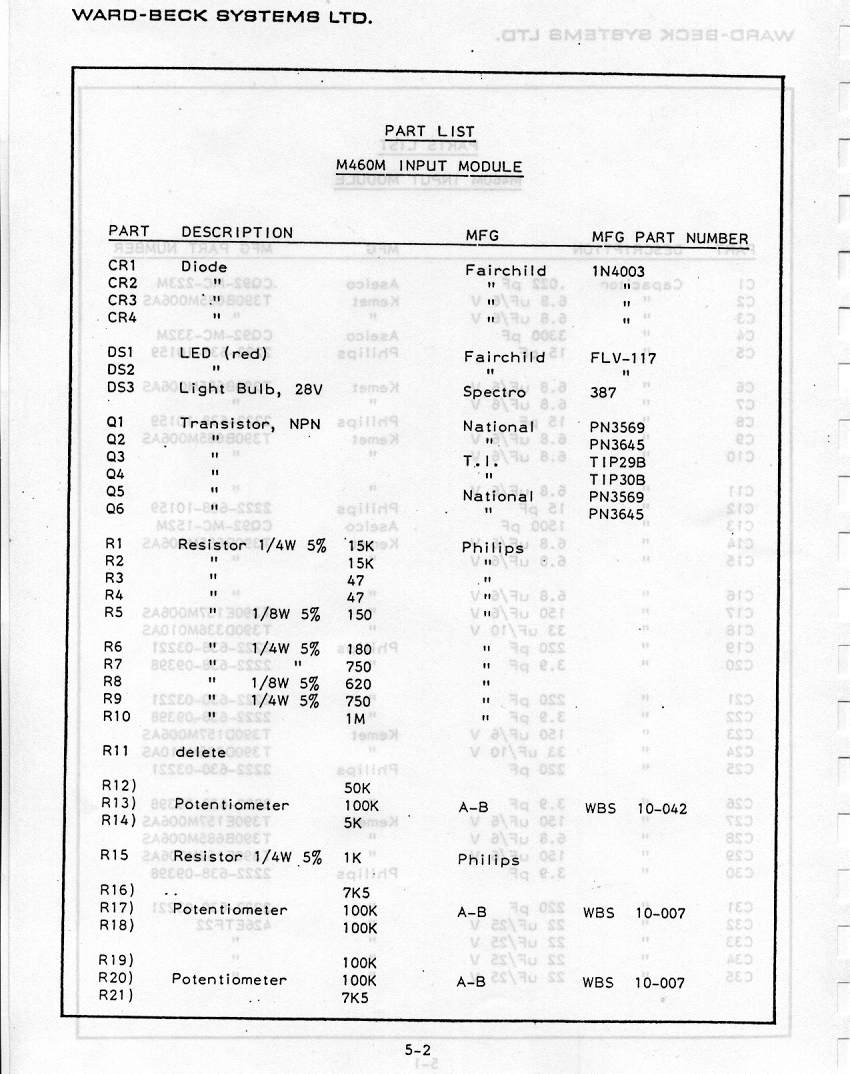 WARD-BECK SYSTEMS LTD.
PART LIST
M460M INPUT MODULE
PART DESCRIPTION MFG MFG PART NUMBER
CR1 Diode Fairchild 1N4003
CR2 " " "
CR3 " " "
CR4 " " "
DS1 LED (red) Fairchild FLV-117
DS2 " " "
DS3 Light Bulb, 28V Spectro 387
Q1 Transistor, NPN National PN3569
Q2 " " PN3645
Q3 " T.I. TIP29B
Q4 " " TIP30B
Q5 " National PN3569
Q6 " " PN3645
R1 Resistor 1/4W 5% 15K Philips
R2 " 15K "
R3 " 47 "
R4 " 47 "
R5 " 1/8W 5% 150 "
R6 " 1/4W 5% 180 "
R7 " " 750 "
R8 " 1/8W 5% 620 "
R9 " 1/4W 5% 750 "
R10 " 1M "
R11 delete
R12) 50K
R13) Potentiometer 100K A-B WBS 10-042
R14) 5K
R15 Resistor 1/4W 5% 1K Philips
R16) 7K5
R17) Potentiometer 100K A-B WBS 10-007
R18) 100K
R19) 100K
R20) Potentiometer 100K A-B WBS 10-007
R21) 7K5
5-2